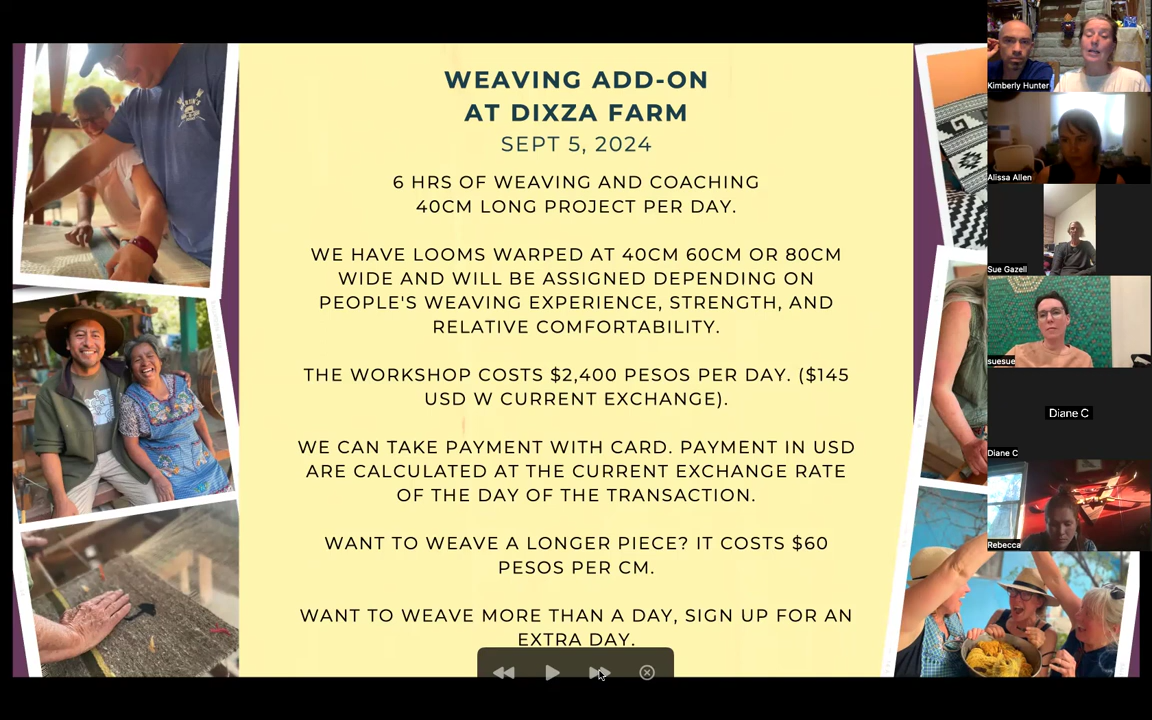 WEAVING ADD-ON
AT DIXZA FARM
SEPT 5, 2024
6 HRS OF WEAVING AND COACHING
40CM LONG PROJECT PER DAY.
WE HAVE LOOMS WARPED AT 40CM 60CM OR 80CM
WIDE AND WILL BE ASSIGNED DEPENDING ON
PEOPLE'S WEAVING EXPERIENCE, STRENGTH, AND
RELATIVE COMFORTABILITY.
THE WORKSHOP COSTS $2,400 PESOS PER DAY. ($145
USD W CURRENT EXCHANGE).
WE CAN TAKE PAYMENT WITH CARD. PAYMENT IN USD
ARE CALCULATED AT THE CURRENT EXCHANGE RATE
OF THE DAY OF THE TRANSACTION.
WANT TO WEAVE A LONGER PIECE? IT COSTS $60
PESOS PER CM.
WANT TO WEAVE MORE THAN A DAY, SIGN UP FOR AN
EXTRA DAY.
Kimberly Hunter
Alissa Allen
Sue Gazell
suesue
Diane C
Diane C
Rebecca